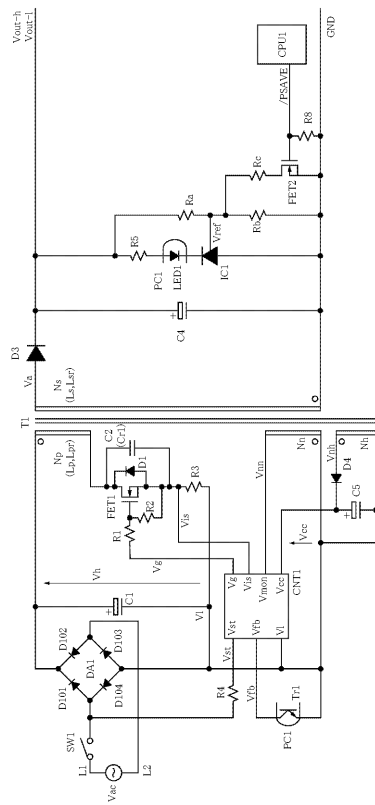 Vout-h
Vout-l
GND
CPU1
/PSAVE
R8
FET2
Rc
Ra
Rb
Vref
R5
PC1
LED1
IC1
C4
D3
Va
Ns
(Ls,Lsr)
T1
Np
(Lp,Lpr)
C2
(Cr1)
D1
FET1
R2
R1
R3
Vg
Vis
Vnn
Nn
Nh
Vnh
D4
C5
Vcc
Vh
C1
Vl
D102
D103
D101
D104
DA1
SW1
L1
L2
Vac
R4
Vst
Vfb
Vst
Vfb
Vl
Vg
Vis
Vmon
Vcc
CNT1
Tr1
PC1